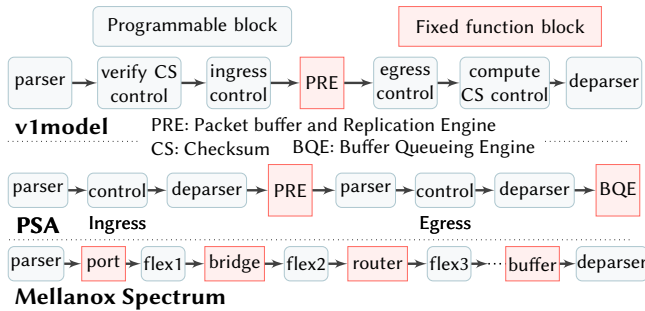 Programmable block Fixed function block
parser verify CS control ingress control PRE egress control compute CS control deparser
v1model PRE: Packet buffer and Replication Engine
CS: Checksum BQE: Buffer Queueing Engine
parser control deparser PRE parser control deparser BQE
PSA Ingress Egress
parser port flex1 bridge flex2 router flex3 ... buffer deparser
Mellanox Spectrum